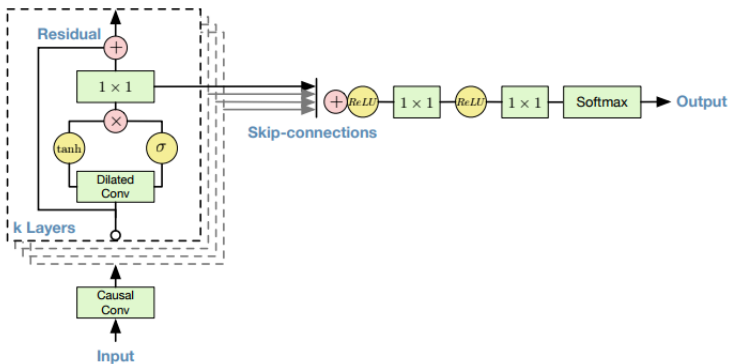 Residual
+
1 × 1
×
tanh
σ
Dilated
Conv
k Layers
Causal
Conv
Input
Skip-connections
+
ReLU
1 × 1
ReLU
1 × 1
Softmax
Output